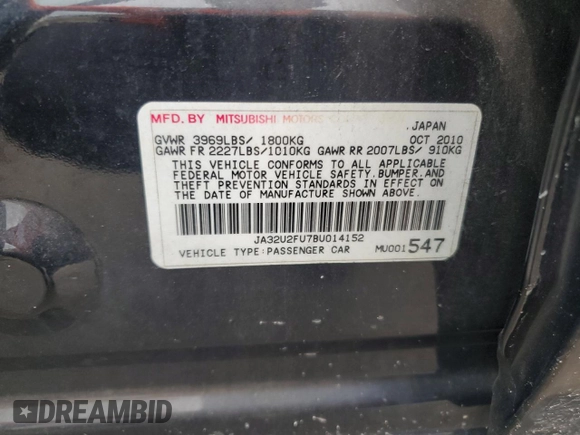 MFD. BY MITSUBISHI MOTORS
JAPAN
GVWR 3969LBS/ 1800KG OCT 2010
GAWR FR 2227LBS/1010KG GAWR RR 2007LBS/ 910KG
THIS VEHICLE CONFORMS TO ALL APPLICABLE
FEDERAL MOTOR VEHICLE SAFETY.BUMPER.AND
THEFT PREVENTION STANDARDS IN EFFECT ON
THE DATE OF MANUFACTURE SHOWN ABOVE.
JA32U2FU7BU014152
VEHICLE TYPE:PASSENGER CAR MU001547
DREAMBID